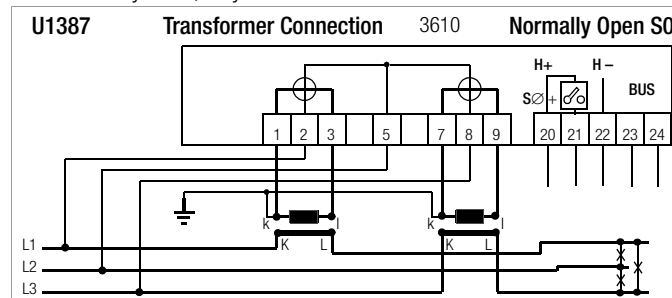 U1387 Transformer Connection 3610 Normally Open S0
H+ H –
SØ + BUS
1 2 3 5 7 8 9 20 21 22 23 24
k l k l
L1 K L K L
L2
L3